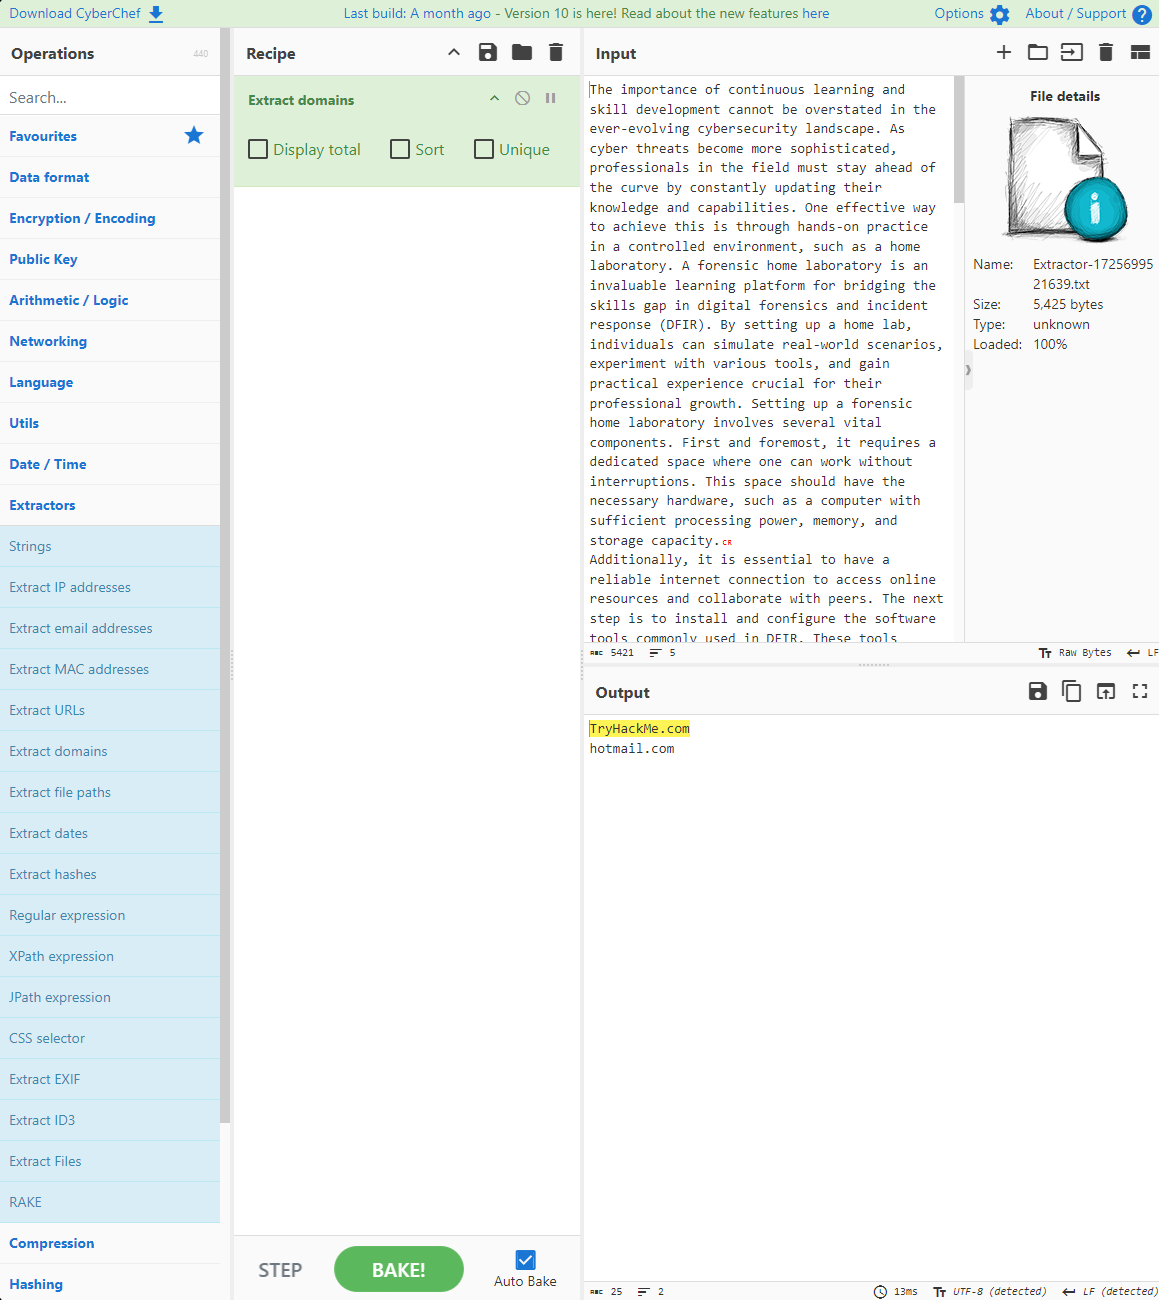 Download CyberChef
Last build: A month ago - Version 10 is here! Read about the new features here
Options
About / Support
Operations
440
Search...
Favourites
Data format
Encryption / Encoding
Public Key
Arithmetic / Logic
Networking
Language
Utils
Date / Time
Extractors
Strings
Extract IP addresses
Extract email addresses
Extract MAC addresses
Extract URLs
Extract domains
Extract file paths
Extract dates
Extract hashes
Regular expression
XPath expression
JPath expression
CSS selector
Extract EXIF
Extract ID3
Extract Files
RAKE
Compression
Hashing
Recipe
Extract domains
Display total
Sort
Unique
STEP
BAKE!
Auto Bake
Input
The importance of continuous learning and
skill development cannot be overstated in the
ever-evolving cybersecurity landscape. As
cyber threats become more sophisticated,
professionals in the field must stay ahead of
the curve by constantly updating their
knowledge and capabilities. One effective way
to achieve this is through hands-on practice
in a controlled environment, such as a home
laboratory. A forensic home laboratory is an
invaluable learning platform for bridging the
skills gap in digital forensics and incident
response (DFIR). By setting up a home lab,
individuals can simulate real-world scenarios,
experiment with various tools, and gain
practical experience crucial for their
professional growth. Setting up a forensic
home laboratory involves several vital
components. First and foremost, it requires a
dedicated space where one can work without
interruptions. This space should have the
necessary hardware, such as a computer with
sufficient processing power, memory, and
storage capacity.CR
Additionally, it is essential to have a
reliable internet connection to access online
resources and collaborate with peers. The next
step is to install and configure the software
tools commonly used in DFIR. These tools
File details
Name: Extractor-17256995
21639.txt
Size: 5,425 bytes
Type: unknown
Loaded: 100%
ABC 5421
5
Tт Raw Bytes
LF
Output
TryHackMe.com
hotmail.com
ABC 25
2
13ms
Tт UTF-8 (detected)
LF (detected)